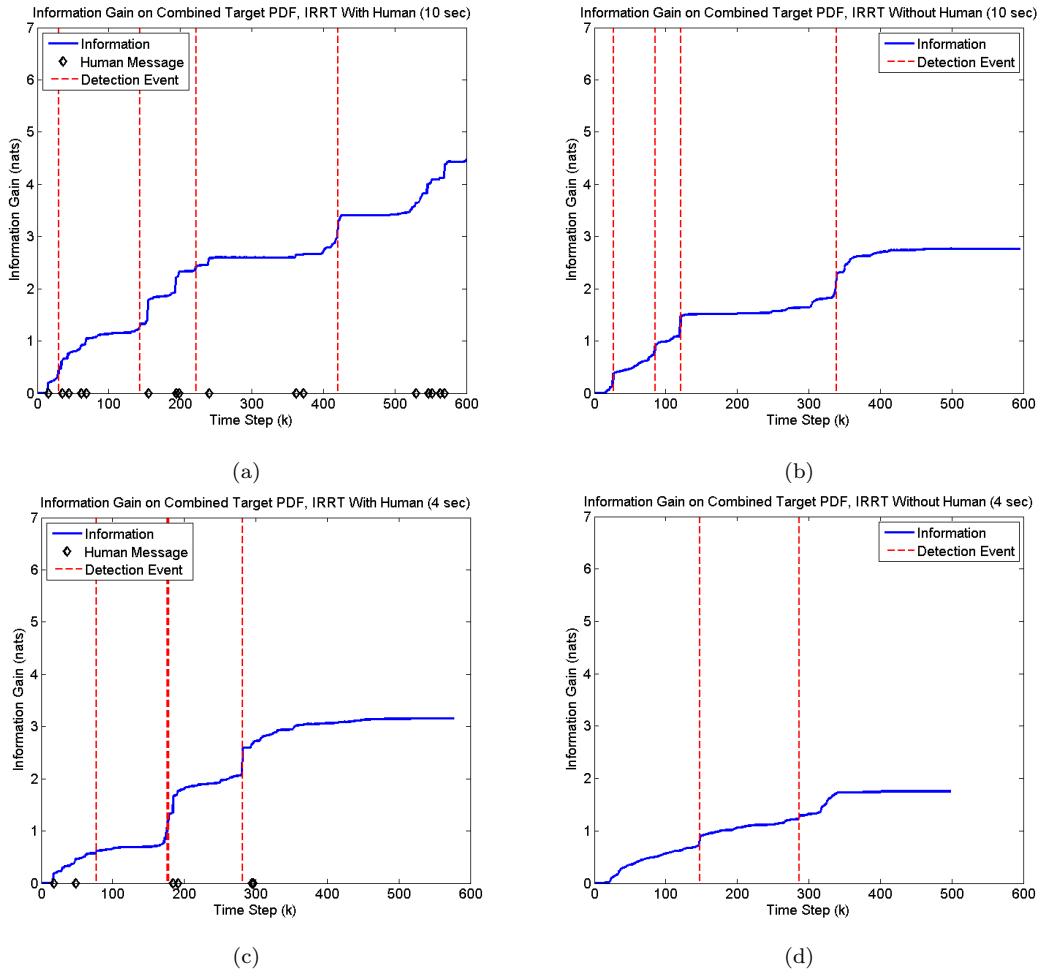 Information Gain on Combined Target PDF, IRRT With Human (10 sec)
7
6
5
4
3
2
1
0
Information Gain (nats)
Information
Human Message
Detection Event
0 100 200 300 400 500 600
Time Step (k)
(a)
Information Gain on Combined Target PDF, IRRT Without Human (10 sec)
7
6
5
4
3
2
1
0
Information Gain (nats)
Information
Detection Event
0 100 200 300 400 500 600
Time Step (k)
(b)
Information Gain on Combined Target PDF, IRRT With Human (4 sec)
7
6
5
4
3
2
1
0
Information Gain (nats)
Information
Human Message
Detection Event
0 100 200 300 400 500 600
Time Step (k)
(c)
Information Gain on Combined Target PDF, IRRT Without Human (4 sec)
7
6
5
4
3
2
1
0
Information Gain (nats)
Information
Detection Event
0 100 200 300 400 500 600
Time Step (k)
(d)